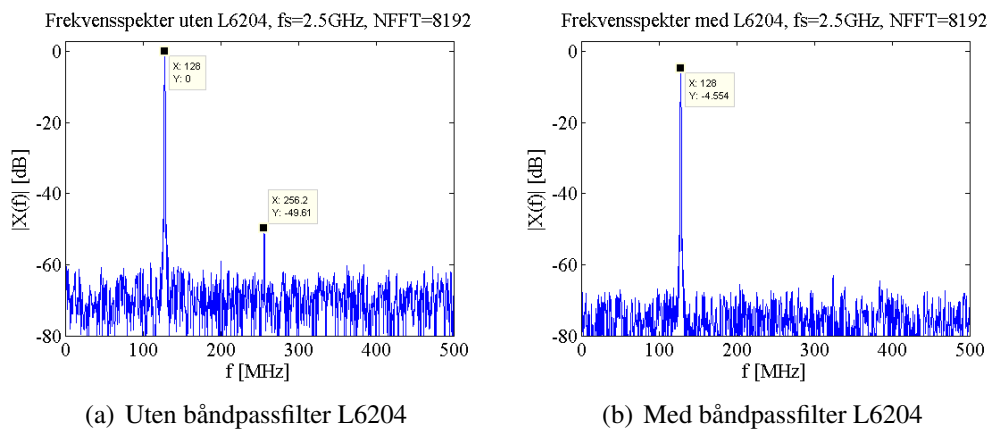 Frekvensspekter uten L6204, fs=2.5GHz, NFFT=8192
0
-20
-40
-60
-80
|X(f)| [dB]
X: 128
Y: 0
X: 256.2
Y: -49.61
0 100 200 300 400 500
f [MHz]
(a) Uten båndpassfilter L6204
Frekvensspekter med L6204, fs=2.5GHz, NFFT=8192
0
-20
-40
-60
-80
|X(f)| [dB]
X: 128
Y: -4.554
0 100 200 300 400 500
f [MHz]
(b) Med båndpassfilter L6204